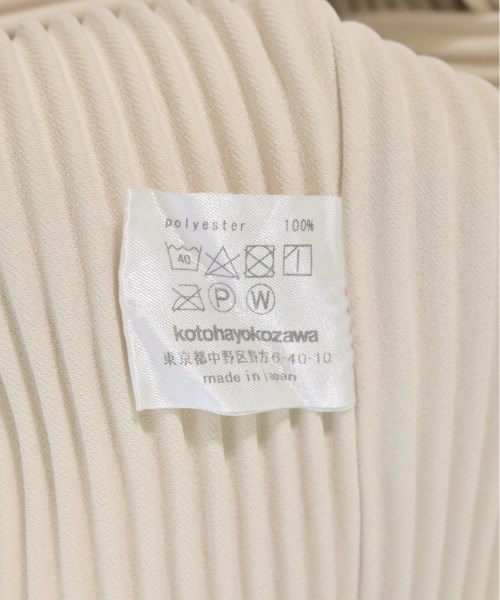 polyester 100%
40
P W
kotohayokozawa
東京都中野区野方6-40-10
made in japan